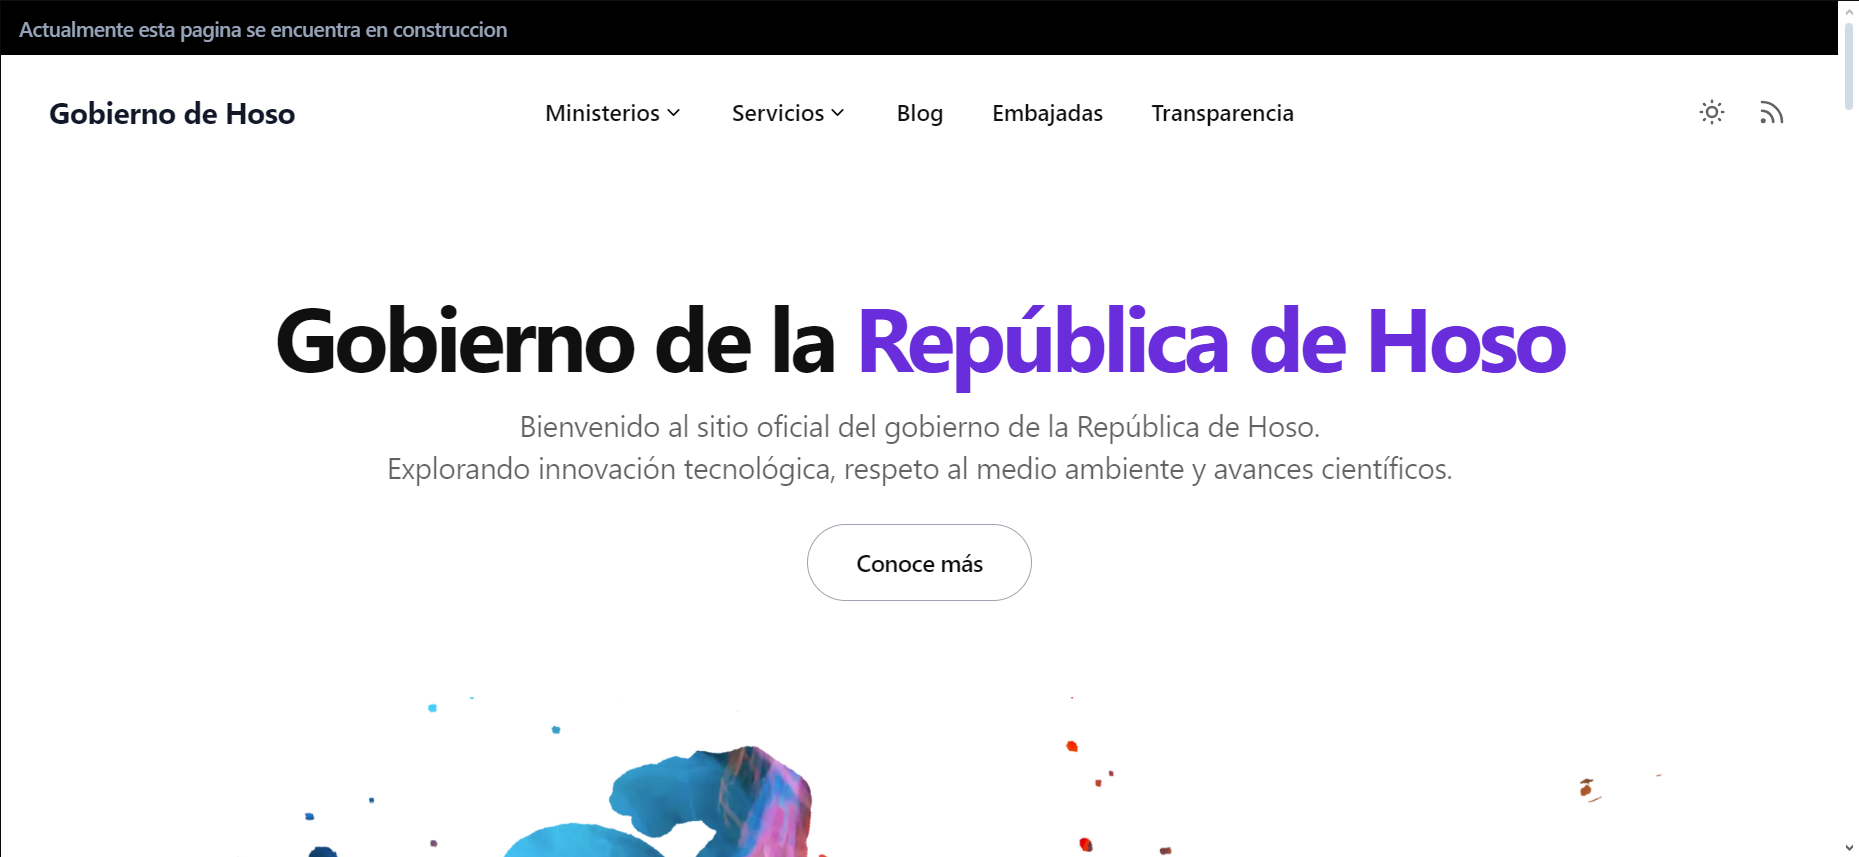 Actualmente esta pagina se encuentra en construccion
Gobierno de Hoso
Ministerios
Servicios
Blog
Embajadas
Transparencia
Gobierno de la República de Hoso
Bienvenido al sitio oficial del gobierno de la República de Hoso.
Explorando innovación tecnológica, respeto al medio ambiente y avances científicos.
Conoce más